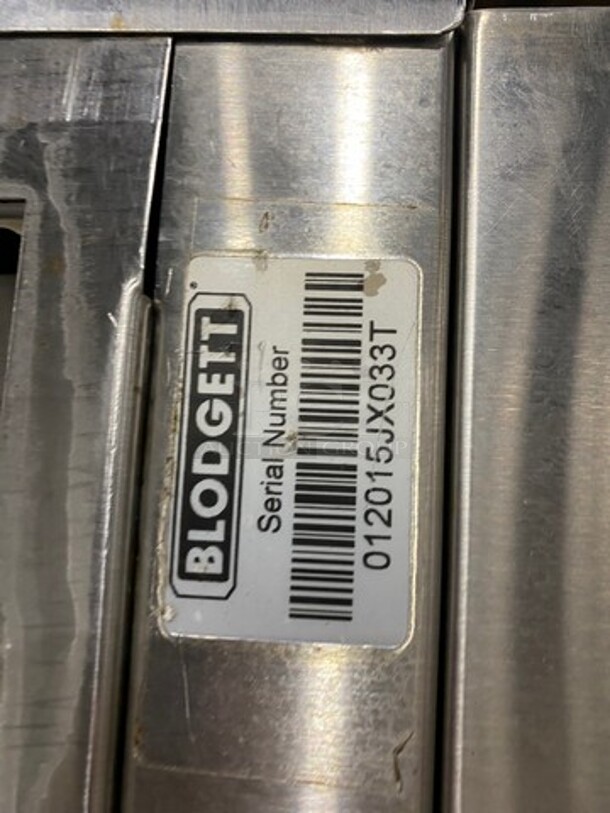 BLODGETT
Serial Number
012015JX033T